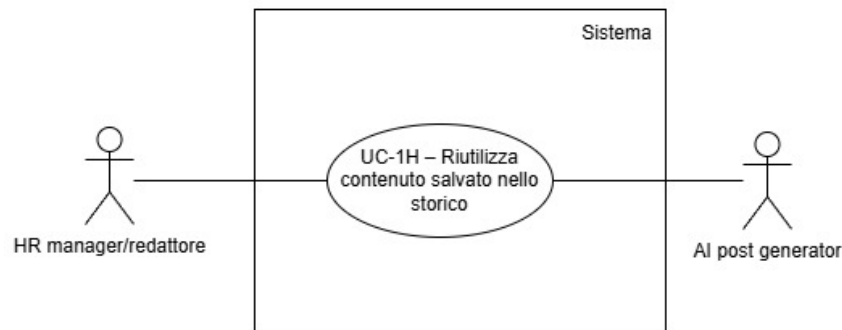 Sistema
UC-1H – Riutilizza
contenuto salvato nello
storico
HR manager/redattore
AI post generator